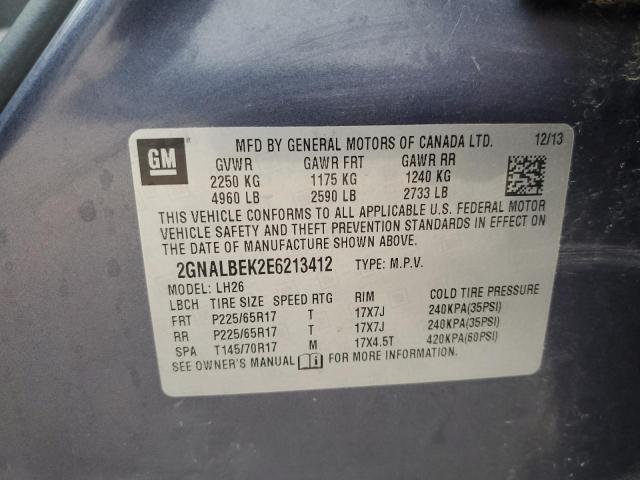 GM
MFD BY GENERAL MOTORS OF CANADA LTD. 12/13
GVWR GAWR FRT GAWR RR
2250 KG 1175 KG 1240 KG
4960 LB 2590 LB 2733 LB
THIS VEHICLE CONFORMS TO ALL APPLICABLE U.S. FEDERAL MOTOR
VEHICLE SAFETY AND THEFT PREVENTION STANDARDS IN EFFECT ON
THE DATE OF MANUFACTURE SHOWN ABOVE.
2GNALBEK2E6213412 TYPE: M.P.V.
MODEL: LH26
LBCH TIRE SIZE SPEED RTG RIM COLD TIRE PRESSURE
FRT P225/65R17 T 17X7J 240KPA(35PSI)
RR P225/65R17 T 17X7J 240KPA(35PSI)
SPA T145/70R17 M 17X4.5T 420KPA(60PSI)
SEE OWNER'S MANUAL FOR MORE INFORMATION.